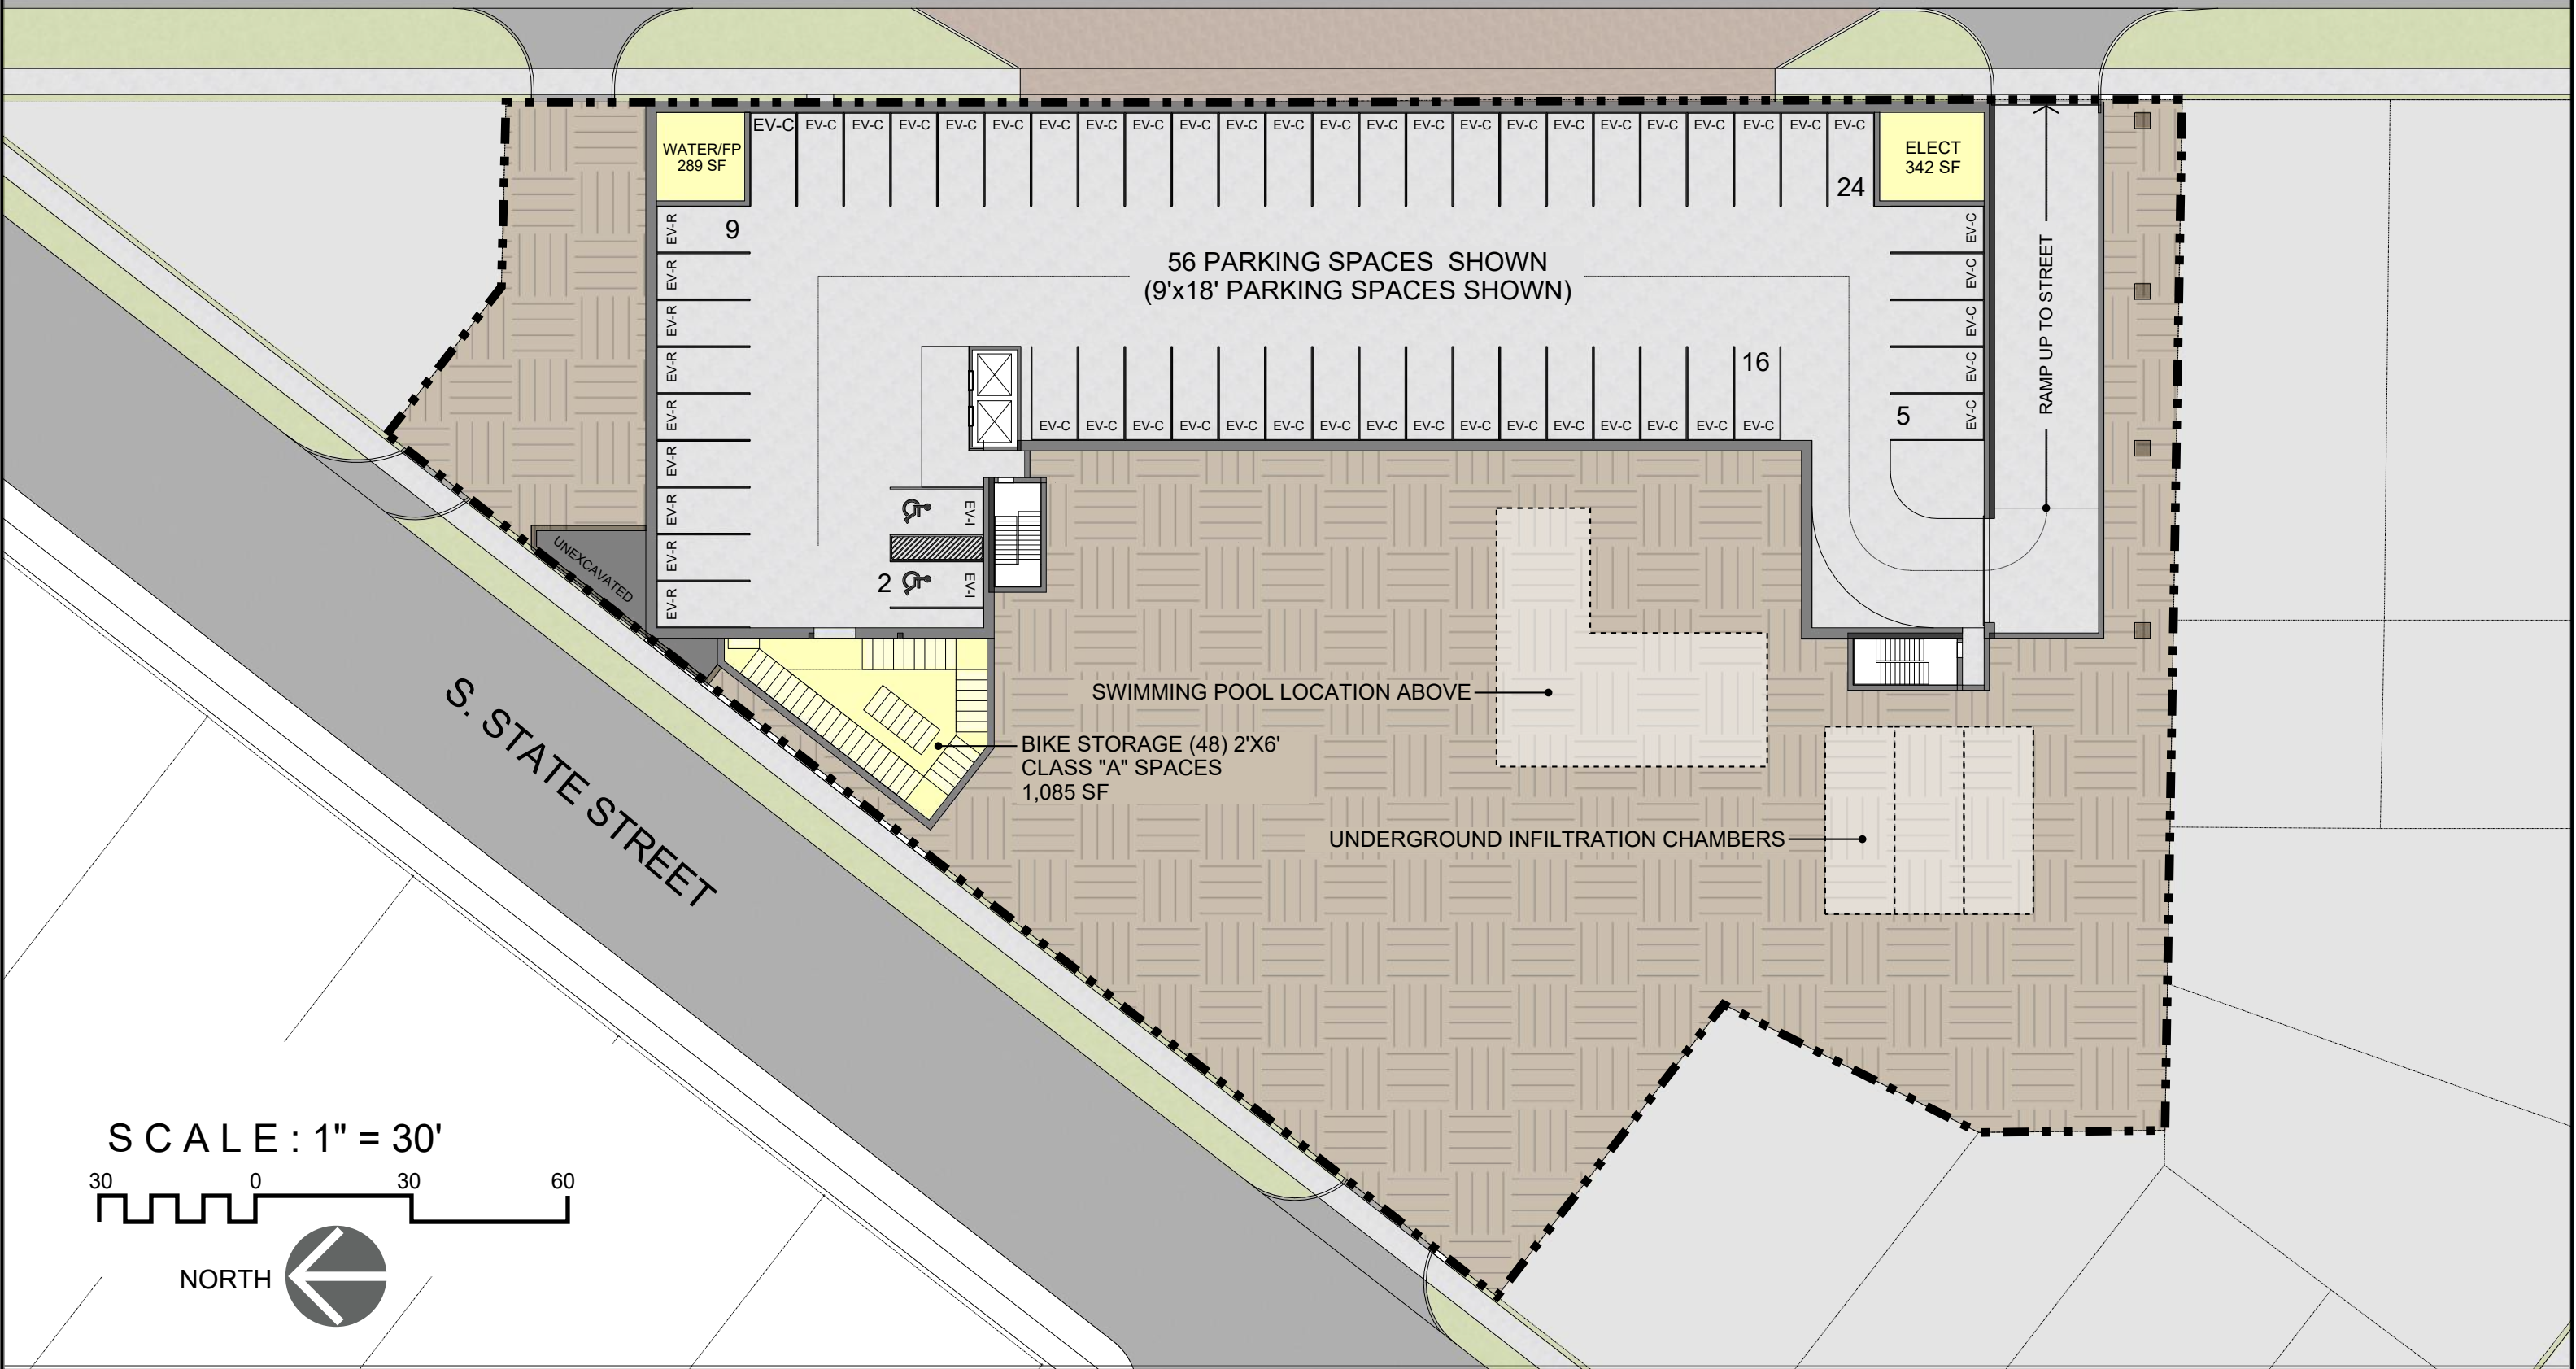 EV-C EV-C EV-C EV-C EV-C EV-C EV-C EV-C EV-C EV-C EV-C EV-C EV-C EV-C EV-C EV-C EV-C EV-C EV-C EV-C EV-C EV-C EV-C EV-C
WATER/FP
289 SF
ELECT
342 SF
24
9
EV-R
EV-R
EV-R
EV-R
EV-R
EV-R
EV-R
EV-R
EV-R
56 PARKING SPACES SHOWN
(9'x18' PARKING SPACES SHOWN)
EV-C
EV-C
EV-C
EV-C
EV-C
5
RAMP UP TO STREET
16
EV-C EV-C EV-C EV-C EV-C EV-C EV-C EV-C EV-C EV-C EV-C EV-C EV-C EV-C EV-C EV-C
EV-I
EV-I
2
UNEXCAVATED
SWIMMING POOL LOCATION ABOVE
BIKE STORAGE (48) 2'X6'
CLASS "A" SPACES
1,085 SF
UNDERGROUND INFILTRATION CHAMBERS
S. STATE STREET
SCALE: 1" = 30'
30 0 30 60
NORTH